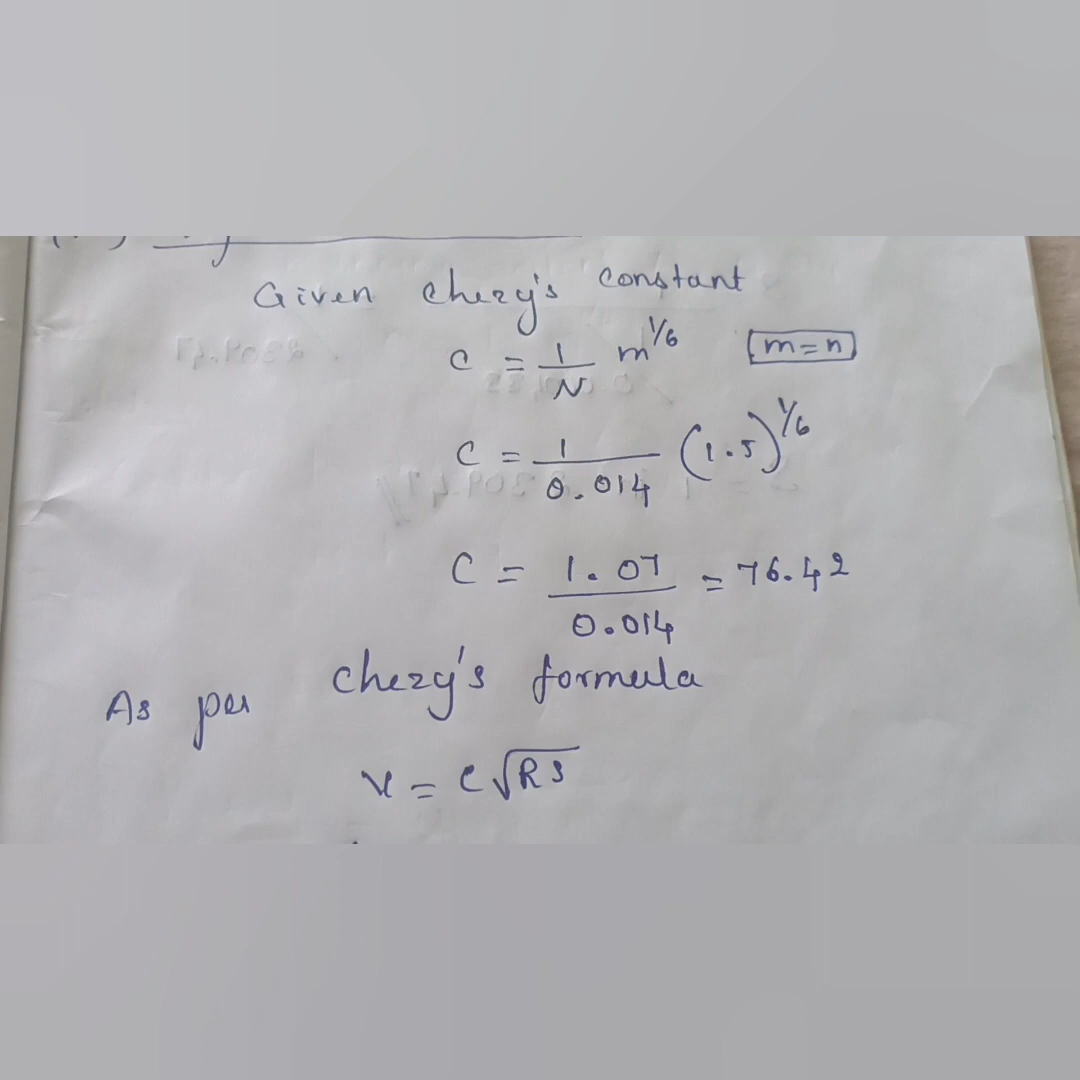 Given Chezy's constant
C = 1/N m^1/6 m=n
C = 1/0.014 (1.5)^1/6
C = 1.07/0.014 = 76.42
As per Chezy's formula
V = C√RS